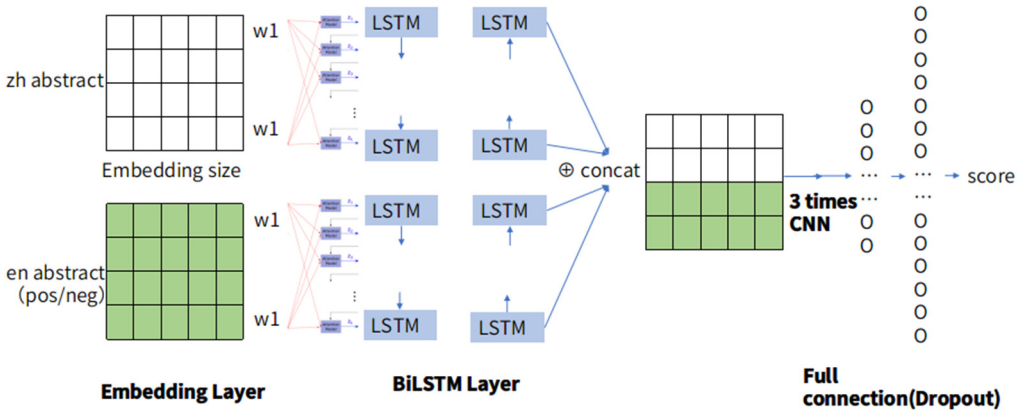 zh abstract
w1
w1
Embedding size
LSTM
LSTM
LSTM
LSTM
en abstract
(pos/neg)
w1
w1
LSTM
LSTM
LSTM
LSTM
⊕ concat
3 times
CNN
score
Embedding Layer
BiLSTM Layer
Full
connection(Dropout)